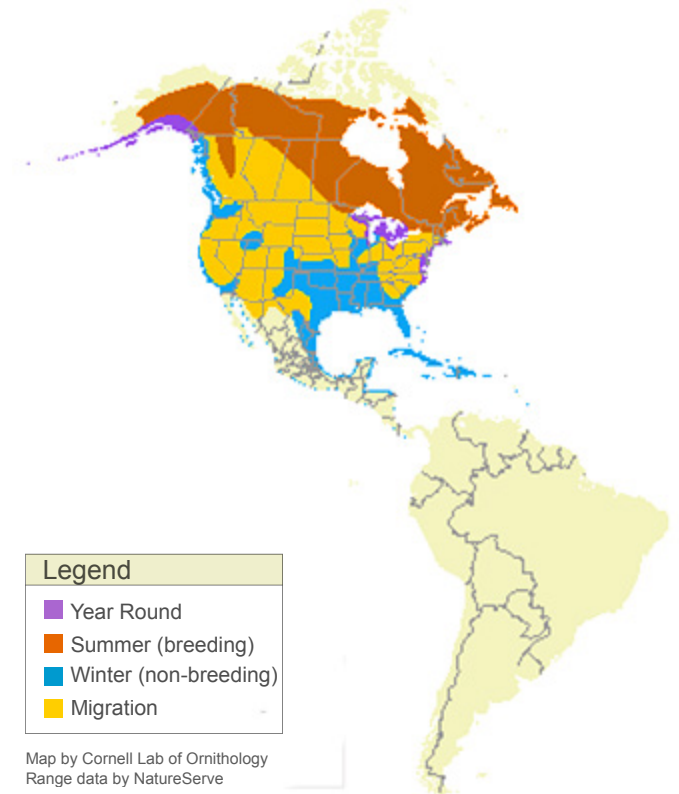 Legend
Year Round
Summer (breeding)
Winter (non-breeding)
Migration
Map by Cornell Lab of Ornithology
Range data by NatureServe